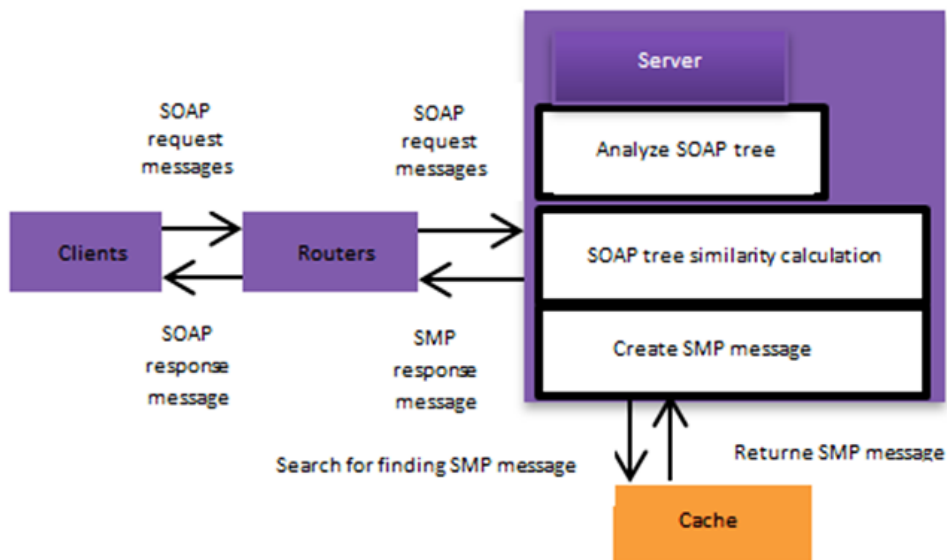 Server
SOAP
request
messages
SOAP
request
messages
Analyze SOAP tree
Clients
Routers
SOAP tree similarity calculation
SOAP
response
message
SMP
response
message
Create SMP message
Search for finding SMP message
Returne SMP message
Cache